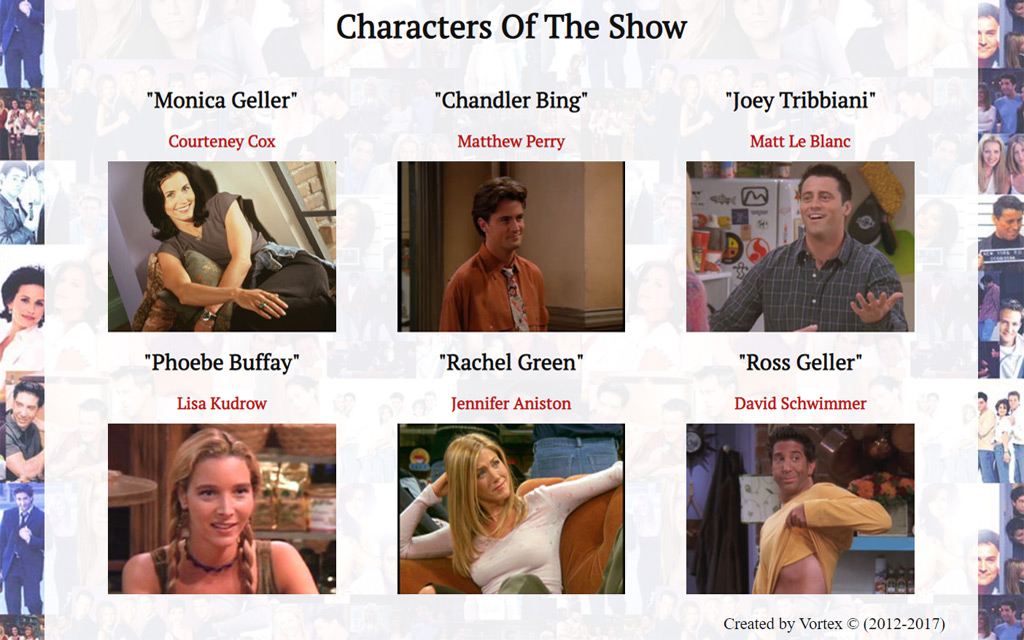 Characters Of The Show
"Monica Geller"
Courteney Cox
"Chandler Bing"
Matthew Perry
"Joey Tribbiani"
Matt Le Blanc
"Phoebe Buffay"
Lisa Kudrow
"Rachel Green"
Jennifer Aniston
"Ross Geller"
David Schwimmer
Created by Vortex © (2012-2017)